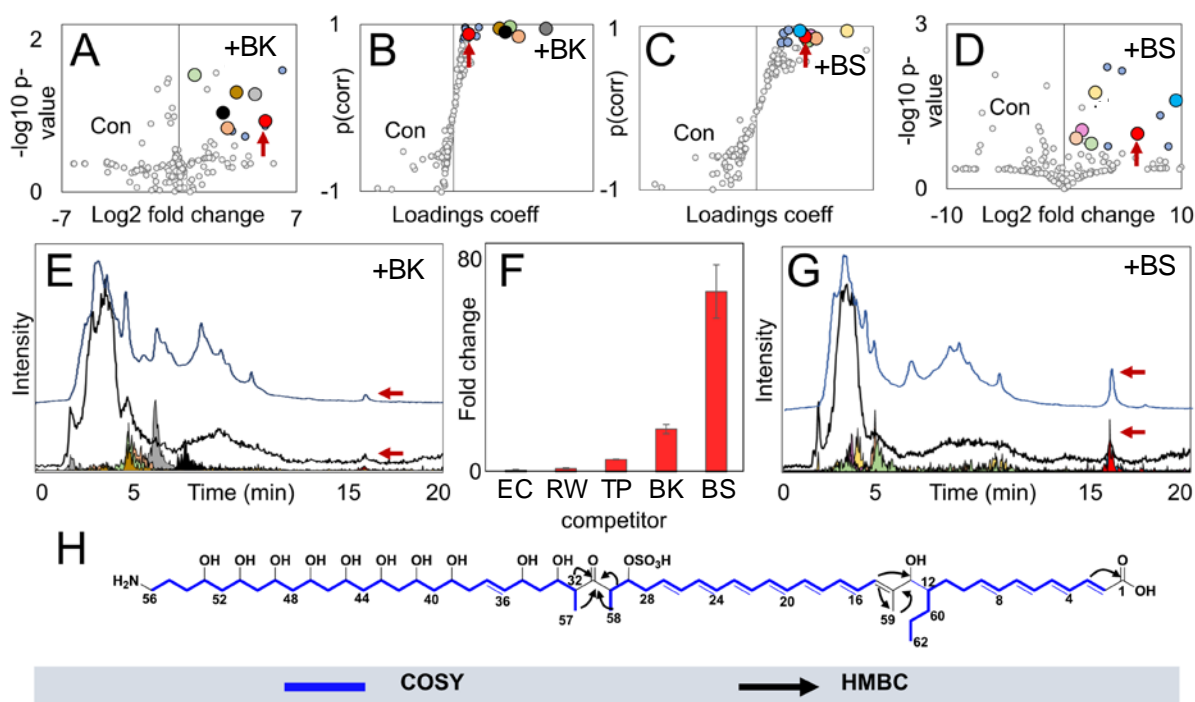 A
+BK
2
-log10 p-
value
Con
0
-7
Log2 fold change
7
B
+BK
1
p(corr)
Con
-1
Loadings coeff
C
+BS
1
p(corr)
Con
-1
Loadings coeff
D
+BS
3
-log10 p-
value
Con
0
-10
Log2 fold change
10
E
+BK
Intensity
0
5
Time (min)
15
20
F
80
Fold change
0
EC RW TP BK BS
competitor
G
+BS
Intensity
0
5
Time (min)
15
20
H
OH OH OH OH OH OH OH OH OH OH O OSO₃H OH O
H₂N
32
12
OH
56 52 48 44 40 36 28 24 20 16 8 4 1
57 58 59 60
62
COSY
HMBC